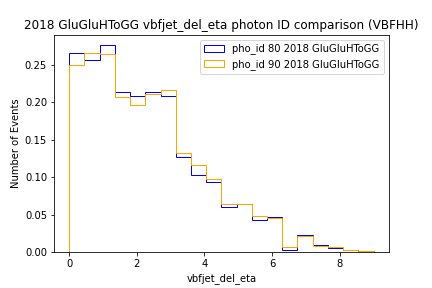 2018 GluGluHToGG vbfjet_del_eta photon ID comparison (VBFHH)
pho_id 80 2018 GluGluHToGG
pho_id 90 2018 GluGluHToGG
Number of Events
0.25
0.20
0.15
0.10
0.05
0.00
0 2 4 6 8
vbfjet_del_eta